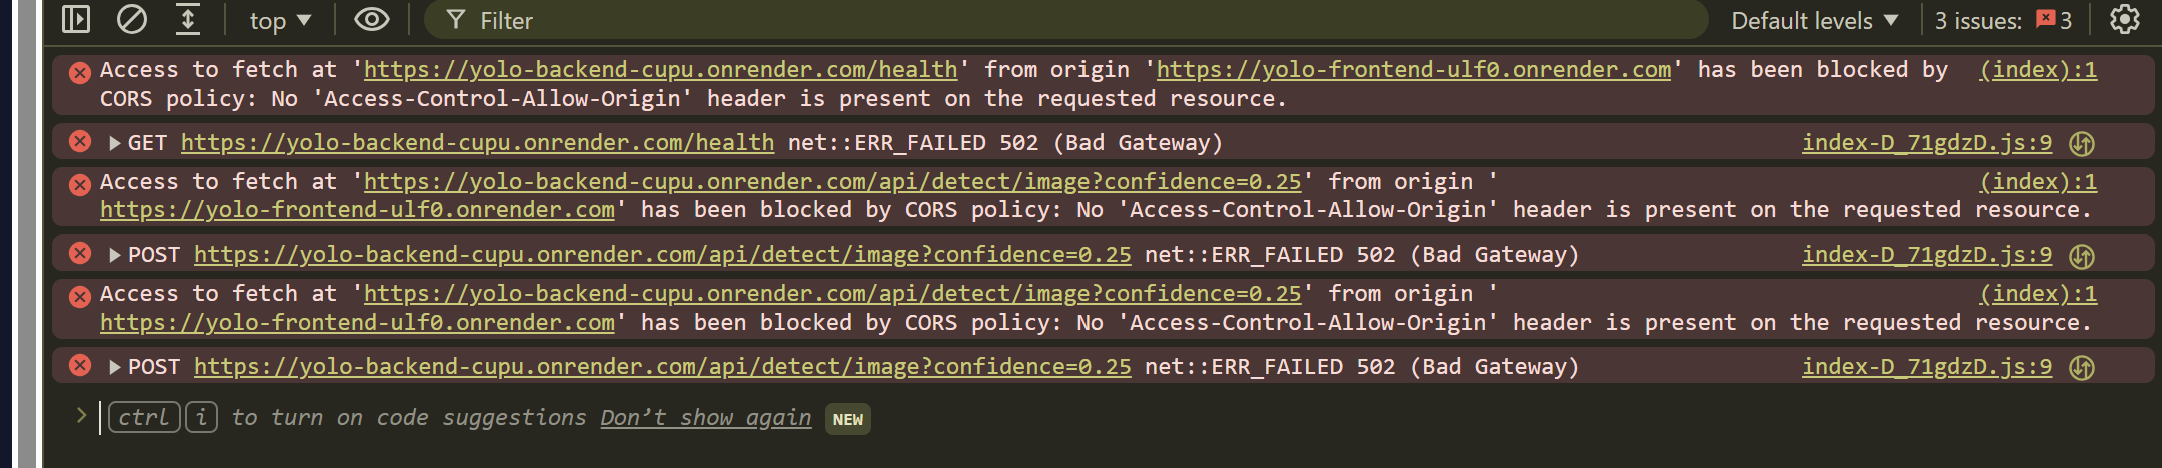 top ▼ Filter Default levels ▼ 3 issues: 3
Access to fetch at 'https://yolo-backend-cupu.onrender.com/health' from origin 'https://yolo-frontend-ulf0.onrender.com' has been blocked by (index):1
CORS policy: No 'Access-Control-Allow-Origin' header is present on the requested resource.
▶ GET https://yolo-backend-cupu.onrender.com/health net::ERR_FAILED 502 (Bad Gateway) index-D_71gdzD.js:9
Access to fetch at 'https://yolo-backend-cupu.onrender.com/api/detect/image?confidence=0.25' from origin ' (index):1
https://yolo-frontend-ulf0.onrender.com' has been blocked by CORS policy: No 'Access-Control-Allow-Origin' header is present on the requested resource.
▶ POST https://yolo-backend-cupu.onrender.com/api/detect/image?confidence=0.25 net::ERR_FAILED 502 (Bad Gateway) index-D_71gdzD.js:9
Access to fetch at 'https://yolo-backend-cupu.onrender.com/api/detect/image?confidence=0.25' from origin ' (index):1
https://yolo-frontend-ulf0.onrender.com' has been blocked by CORS policy: No 'Access-Control-Allow-Origin' header is present on the requested resource.
▶ POST https://yolo-backend-cupu.onrender.com/api/detect/image?confidence=0.25 net::ERR_FAILED 502 (Bad Gateway) index-D_71gdzD.js:9
> ctrl i to turn on code suggestions Don’t show again NEW